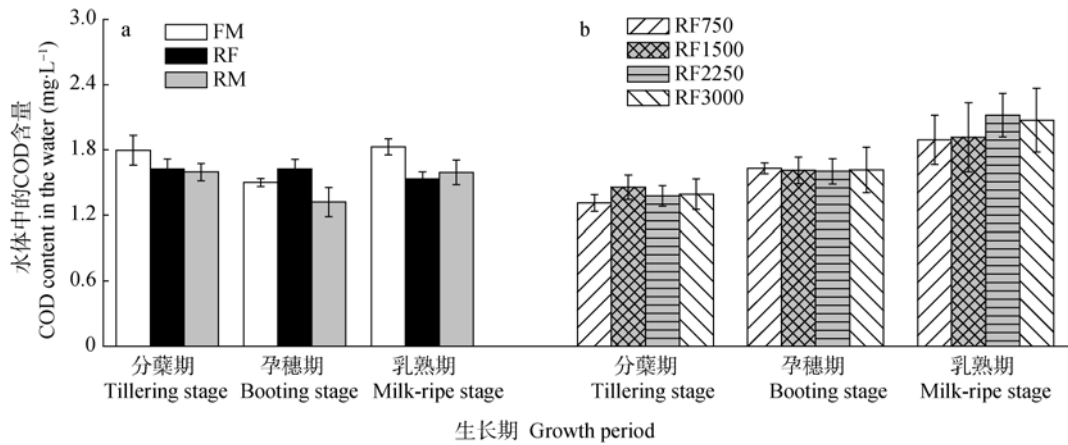 水体中的COD含量
COD content in the water (mg·L⁻¹)
3.0
2.4
1.8
1.2
0.6
0
a
FM
RF
RM
b
RF750
RF1500
RF2250
RF3000
分蘖期
Tillering stage
孕穗期
Booting stage
乳熟期
Milk-ripe stage
分蘖期
Tillering stage
孕穗期
Booting stage
乳熟期
Milk-ripe stage
生长期 Growth period